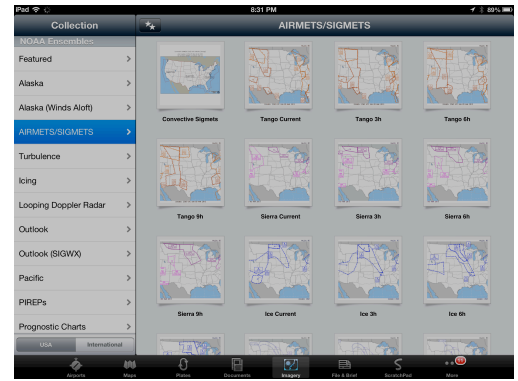 iPad 8:31 PM 89%
Collection
AIRMETS/SIGMETS
NOAA Ensembles
Featured
Alaska
Alaska (Winds Aloft)
AIRMETS/SIGMETS
Turbulence
Icing
Looping Doppler Radar
Outlook
Outlook (SIGWX)
Pacific
PIREPs
Prognostic Charts
USA International
Convective Sigmets Tango Current Tango 3h Tango 6h
Tango 9h Sierra Current Sierra 3h Sierra 6h
Sierra 9h Ice Current Ice 3h Ice 6h
Airports Maps Plates Documents Imagery File & Brief ScratchPad More